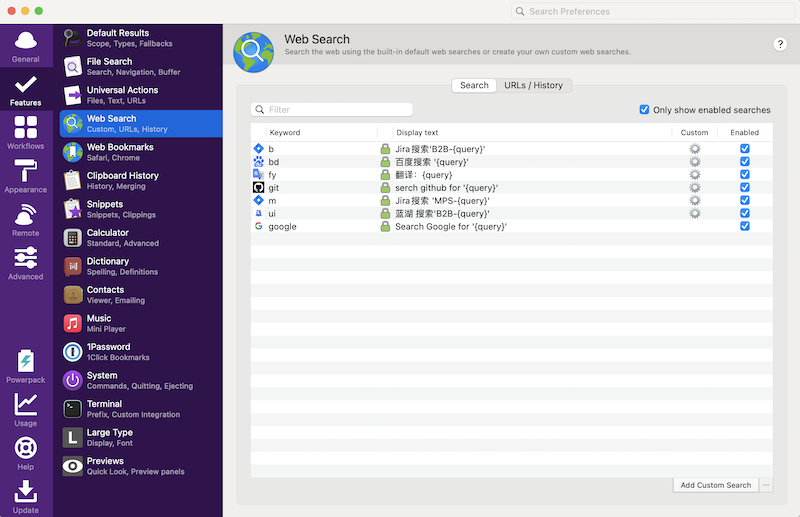 Search Preferences
General
Features
Workflows
Appearance
Remote
Advanced
Powerpack
Usage
Help
Update
Default Results
Scope, Types, Fallbacks
File Search
Search, Navigation, Buffer
Universal Actions
Files, Text, URLs
Web Search
Custom, URLs, History
Web Bookmarks
Safari, Chrome
Clipboard History
History, Merging
Snippets
Snippets, Clippings
Calculator
Standard, Advanced
Dictionary
Spelling, Definitions
Contacts
Viewer, Emailing
Music
Mini Player
1Password
1Click Bookmarks
System
Commands, Quitting, Ejecting
Terminal
Prefix, Custom Integration
L
Large Type
Display, Font
Previews
Quick Look, Preview panels
Web Search
Search the web using the built-in default web searches or create your own custom web searches.
?
Search URLs / History
Filter
Only show enabled searches
Keyword Display text Custom Enabled
b Jira搜索'B2B-{query}'
bd 百度搜索 '{query}'
fy 翻译：{query}
git serch github for '{query}'
m Jira搜索 'MPS-{query}'
ui 蓝湖 搜索'B2B-{query}'
google Search Google for '{query}'
Add Custom Search